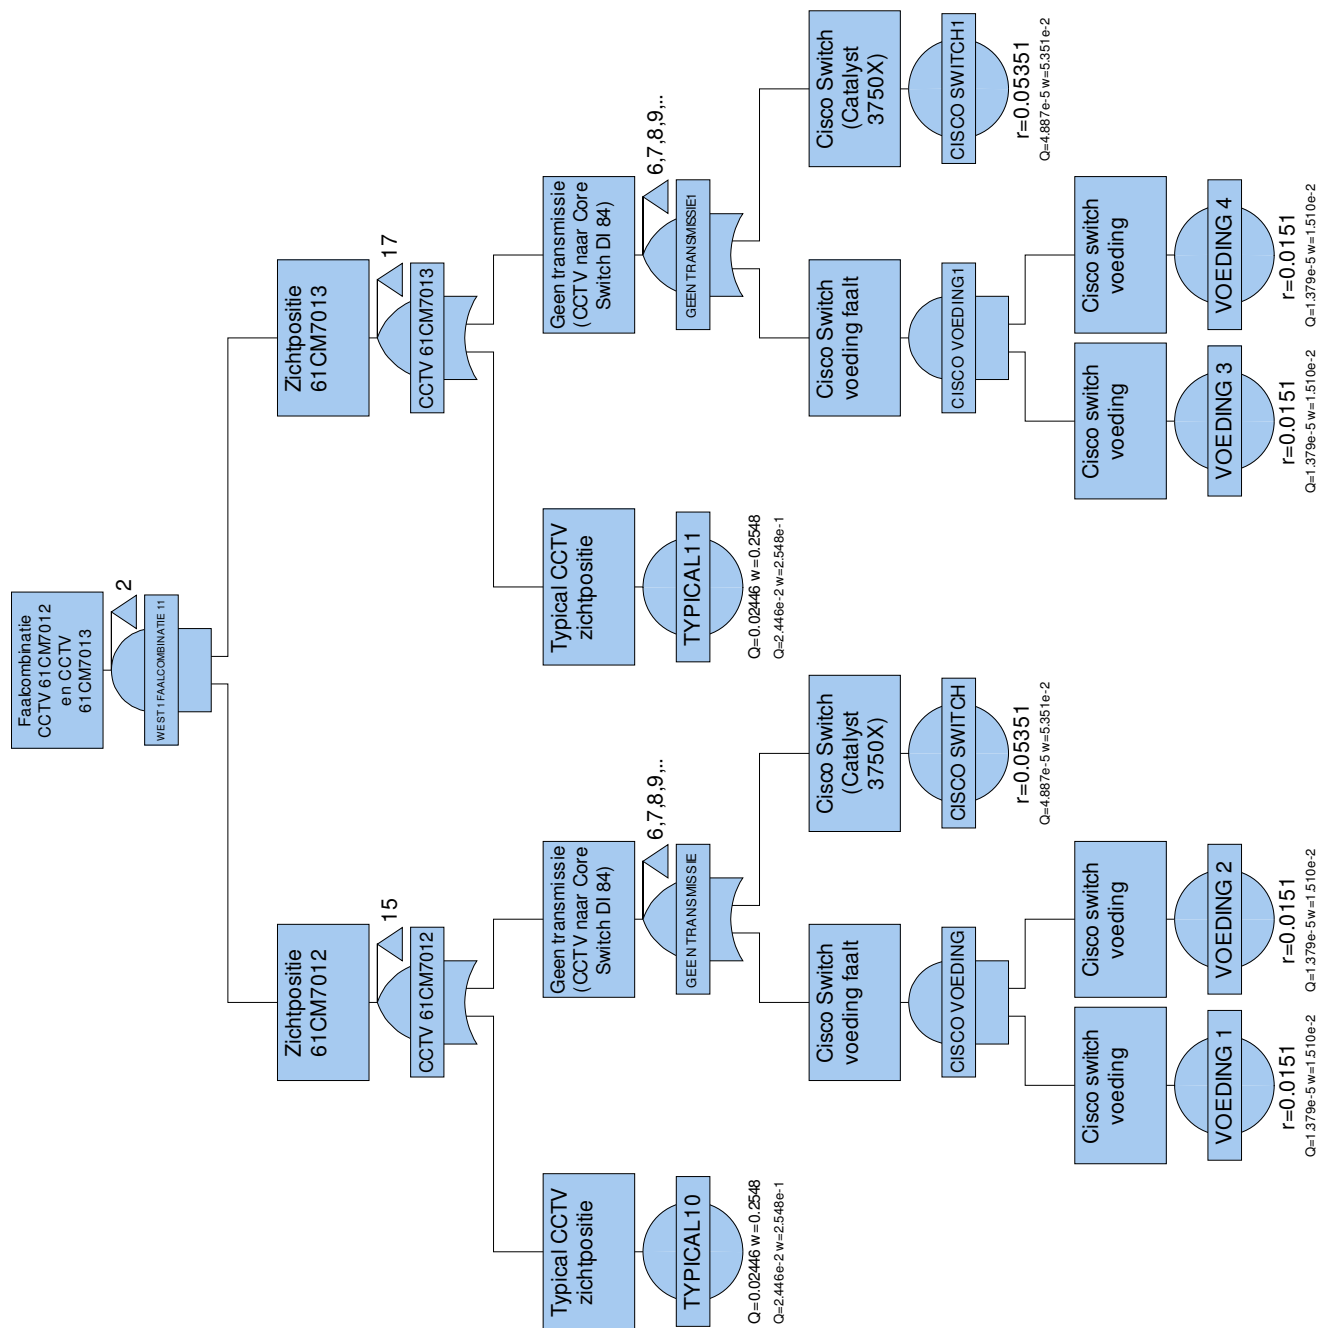 Faalcombinatie
CCTV 61CM7012
en CCTV
61CM7013
2
WEST 1 FAALCOMBINATIE 11
Zichtpositie
61CM7012
15
CCTV 61CM7012
Zichtpositie
61CM7013
17
CCTV 61CM7013
Typical CCTV
zichtpositie
TYPICAL10
Q=0.02446 w=0.2548
Q=2.446e-2 w=2.548e-1
Geen transmissie
(CCTV naar Core
Switch DI 84)
6,7,8,9,..
GEEN TRANSMISSIE
Typical CCTV
zichtpositie
TYPICAL11
Q=0.02446 w=0.2548
Q=2.446e-2 w=2.548e-1
Geen transmissie
(CCTV naar Core
Switch DI 84)
6,7,8,9,..
GEEN TRANSMISSIE1
Cisco Switch
voeding faalt
CISCO VOEDING
Cisco Switch
(Catalyst
3750X)
CISCO SWITCH
r=0.05351
Q=4.887e-5 w=5.351e-2
Cisco Switch
voeding faalt
CISCO VOEDING1
Cisco Switch
(Catalyst
3750X)
CISCO SWITCH1
r=0.05351
Q=4.887e-5 w=5.351e-2
Cisco switch
voeding
VOEDING 1
r=0.0151
Q=1.379e-5 w=1.510e-2
Cisco switch
voeding
VOEDING 2
r=0.0151
Q=1.379e-5 w=1.510e-2
Cisco switch
voeding
VOEDING 3
r=0.0151
Q=1.379e-5 w=1.510e-2
Cisco switch
voeding
VOEDING 4
r=0.0151
Q=1.379e-5 w=1.510e-2